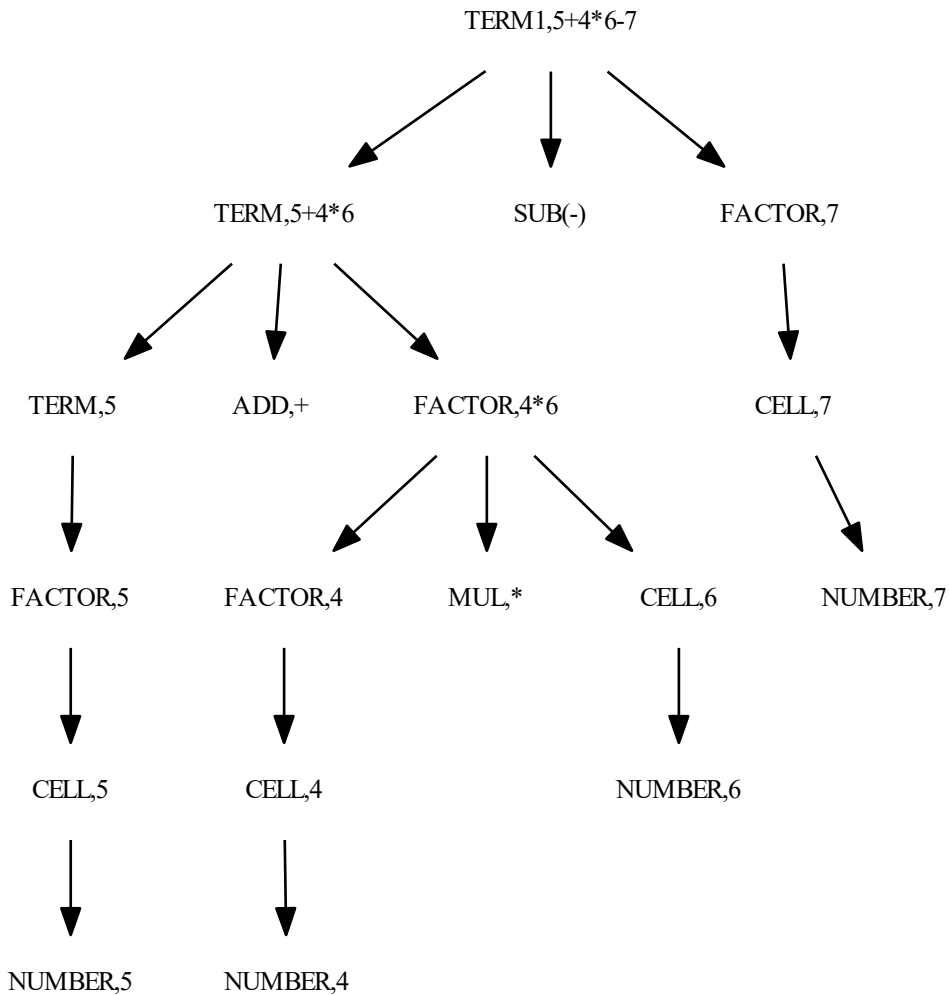 TERM1,5+4*6-7
TERM,5+4*6
SUB(-)
FACTOR,7
TERM,5
ADD,+
FACTOR,4*6
CELL,7
FACTOR,5
FACTOR,4
MUL,*
CELL,6
NUMBER,7
CELL,5
CELL,4
NUMBER,6
NUMBER,5
NUMBER,4